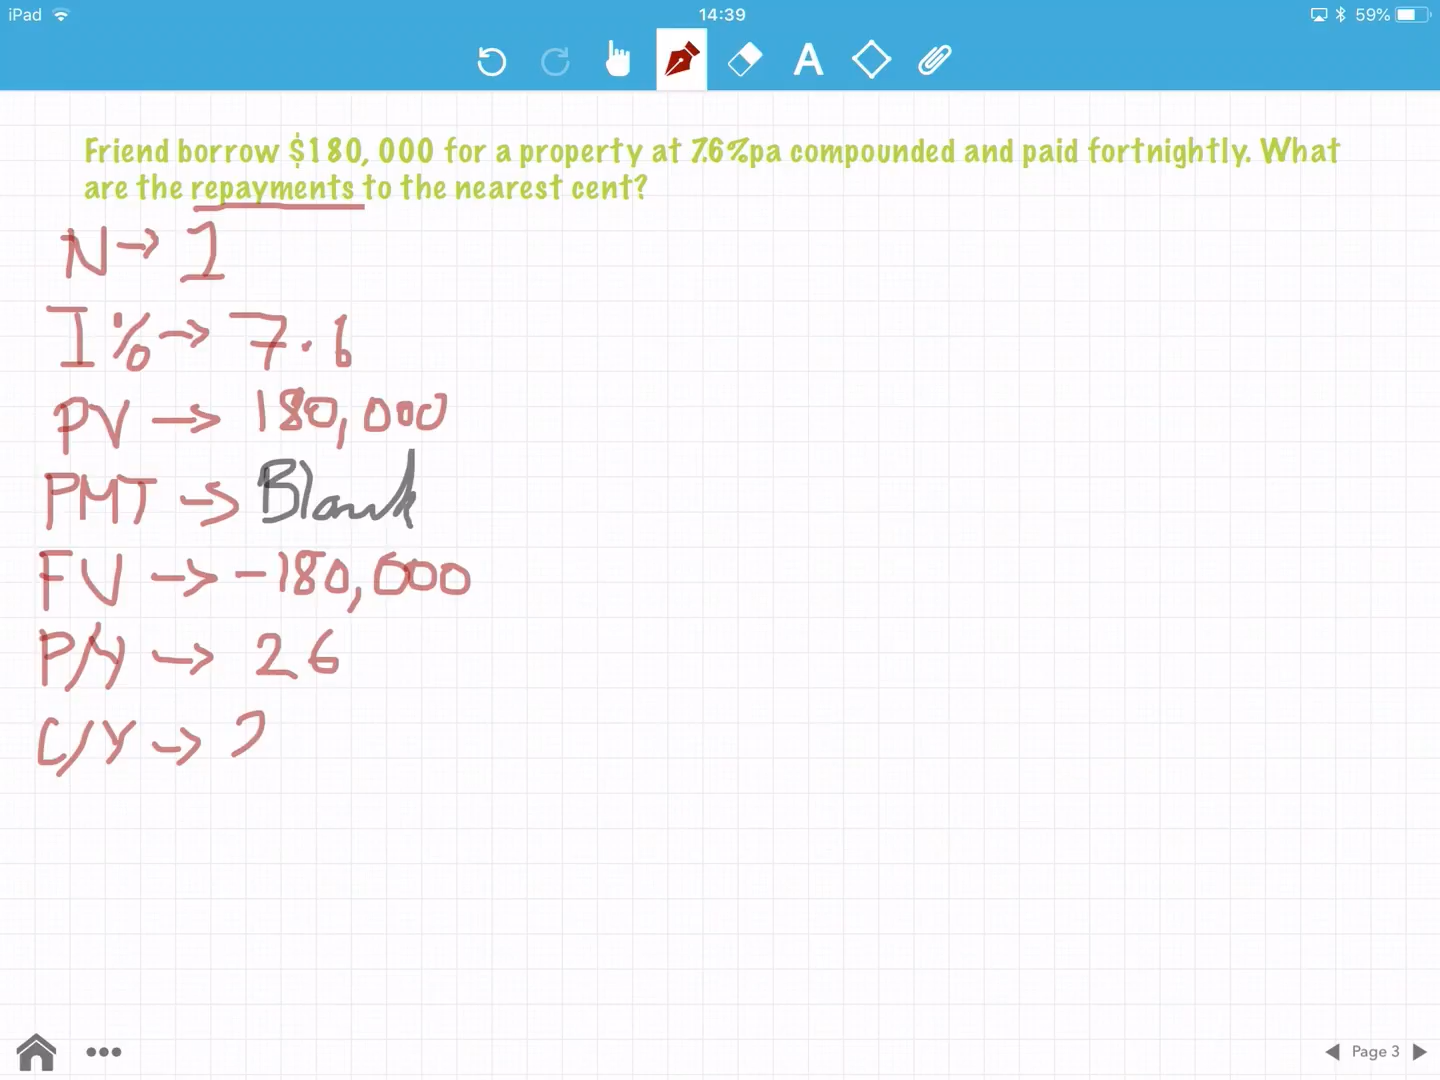 iPad 14:39 59%
A
Friend borrow $180, 000 for a property at 7.6%pa compounded and paid fortnightly. What
are the repayments to the nearest cent?
N→ 1
I%→ 7.6
PV → 180,000
PMT → Blank
FV → -180,000
P/Y → 26
C/Y → 2
Page 3